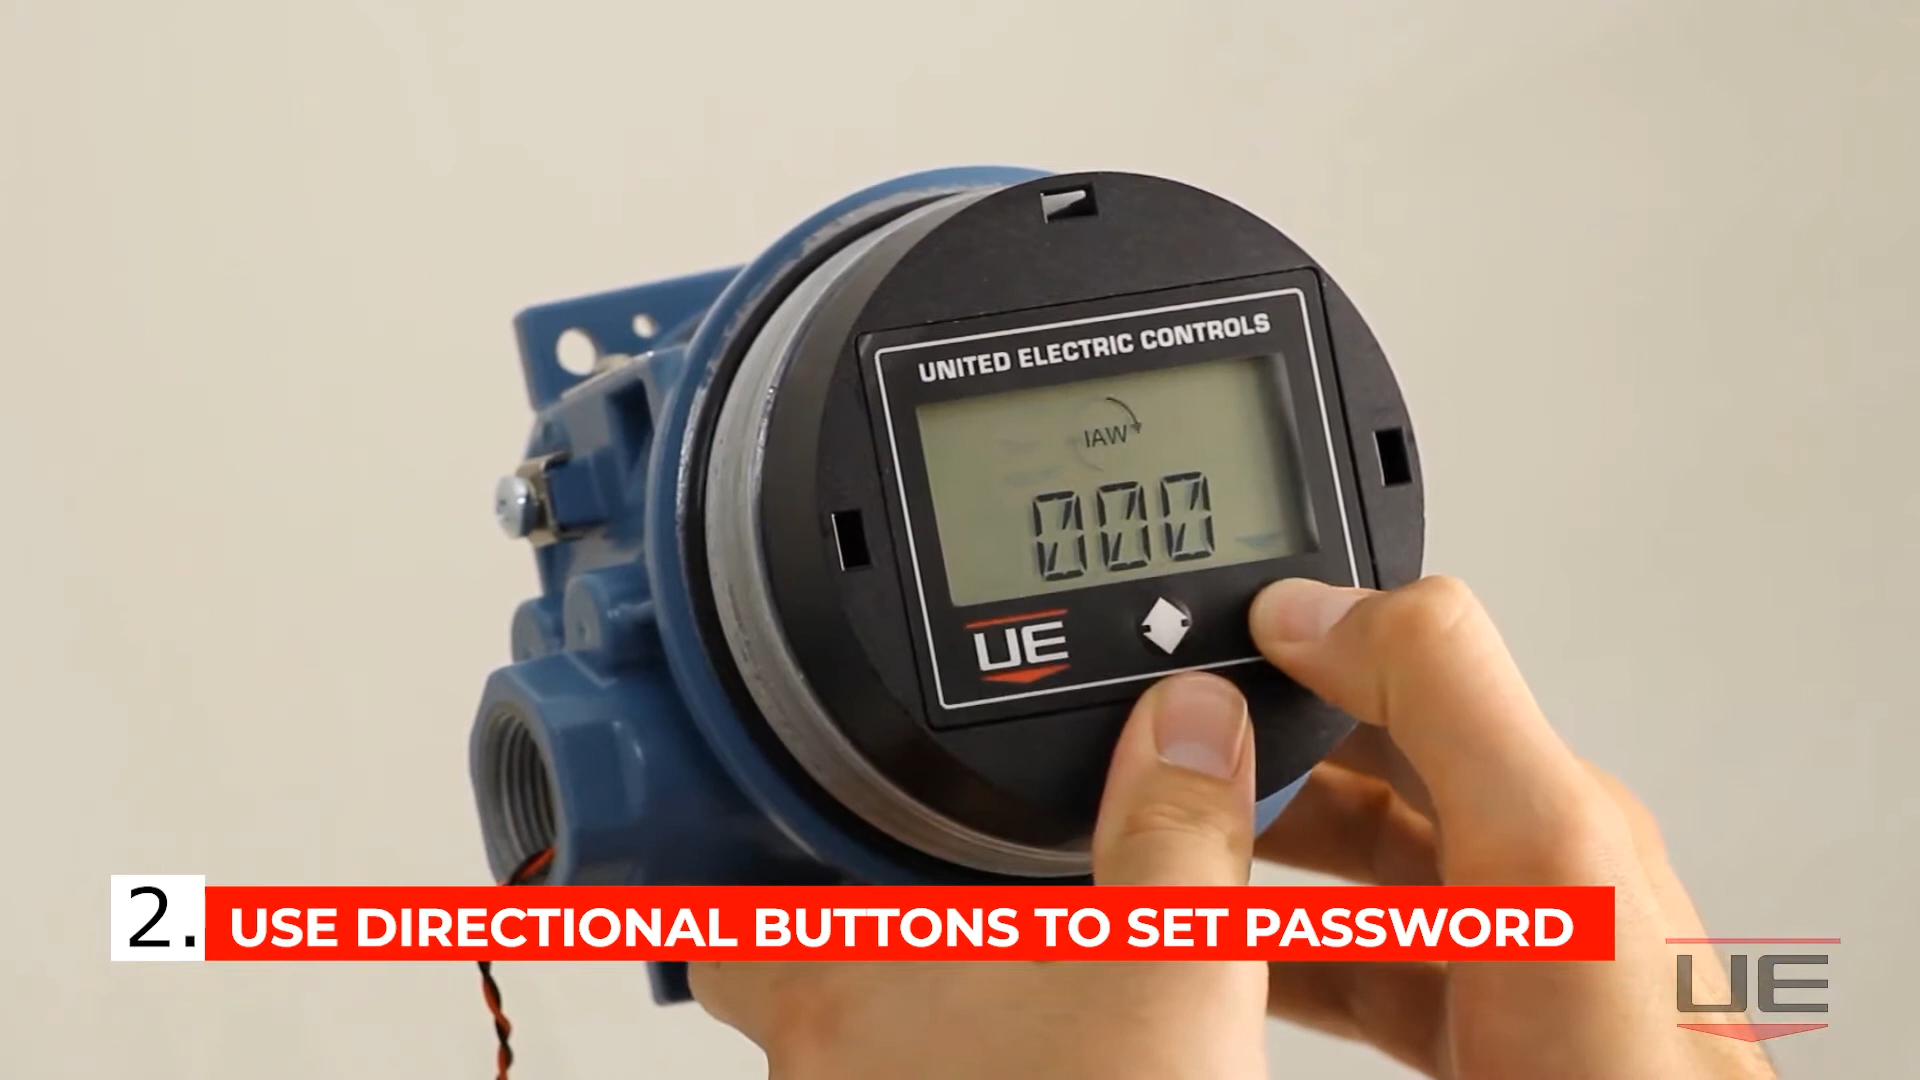 UNITED ELECTRIC CONTROLS
IAW
000
UE
2. USE DIRECTIONAL BUTTONS TO SET PASSWORD
UE